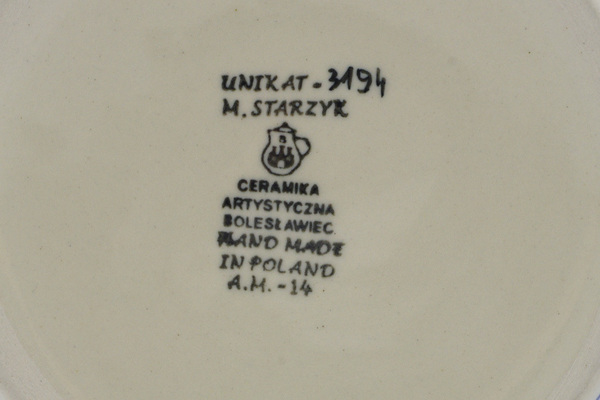 UNIKAT-3194
M. STARZYK
B
CERAMIKA
ARTYSTYCZNA
BOLESŁAWIEC
HAND MADE
IN POLAND
A.M.-14